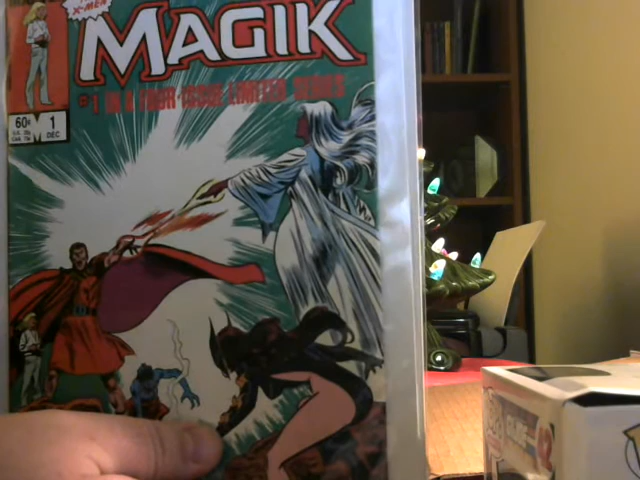 X-MEN
MAGIK
#1 IN A FOUR-ISSUE LIMITED SERIES
60¢
1
DEC